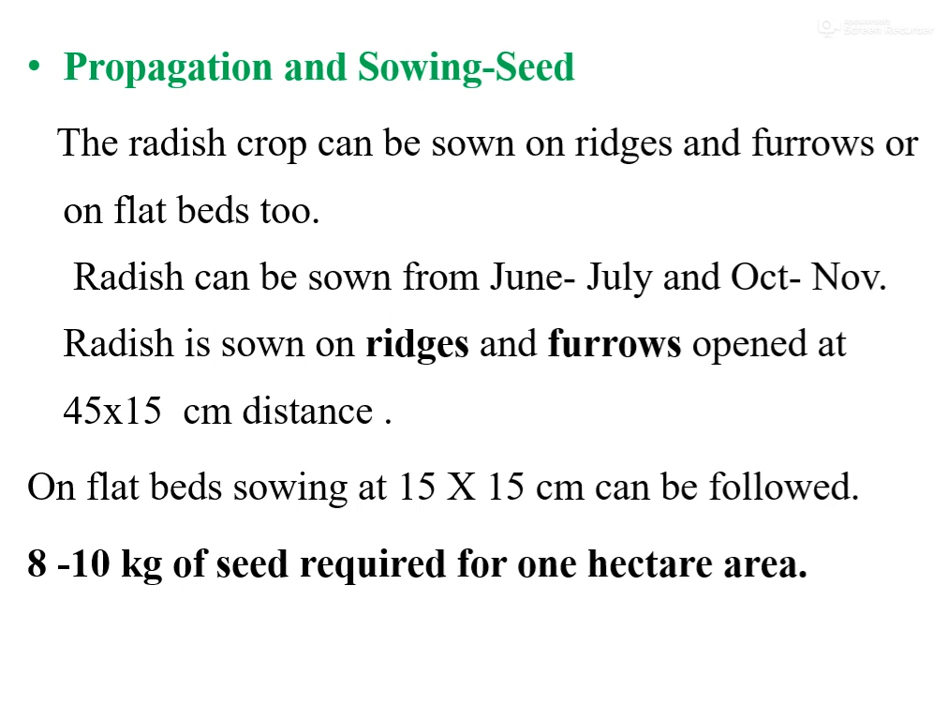 Screen Recorder
• Propagation and Sowing-Seed
The radish crop can be sown on ridges and furrows or
on flat beds too.
Radish can be sown from June- July and Oct- Nov.
Radish is sown on ridges and furrows opened at
45x15 cm distance .
On flat beds sowing at 15 X 15 cm can be followed.
8 -10 kg of seed required for one hectare area.